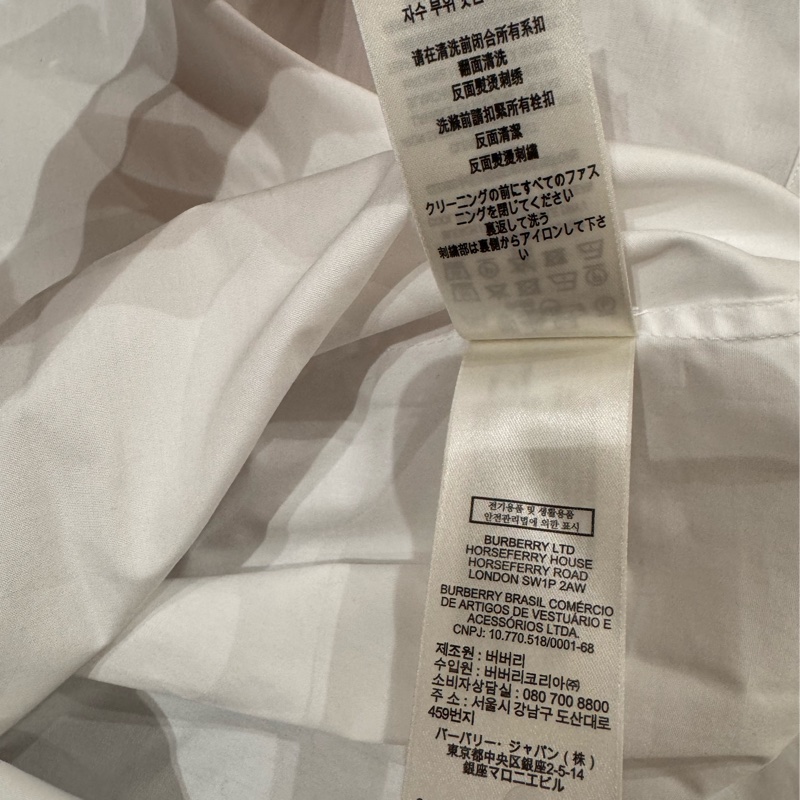 자수 부위 뒷면
请在清洗前闭合所有系扣
翻面清洗
反面熨烫刺绣
洗滌前請扣緊所有栓扣
反面清潔
反面熨燙刺繡
クリーニングの前にすべてのファス
ニングを閉じてください
裏返して洗う
刺繍部は裏側からアイロンして下さ
い
전기용품 및 생활용품
안전관리법에 의한 표시
BURBERRY LTD
HORSEFERRY HOUSE
HORSEFERRY ROAD
LONDON SW1P 2AW
BURBERRY BRASIL COMÉRCIO
DE ARTIGOS DE VESTUÁRIO E
ACESSÓRIOS LTDA.
CNPJ: 10.770.518/0001-68
제조원 : 버버리
수입원 : 버버리코리아㈜
소비자상담실 : 080 700 8800
주 소 : 서울시 강남구 도산대로
459번지
バーバリー・ジャパン（株）
東京都中央区銀座2-5-14
銀座マロニエビル